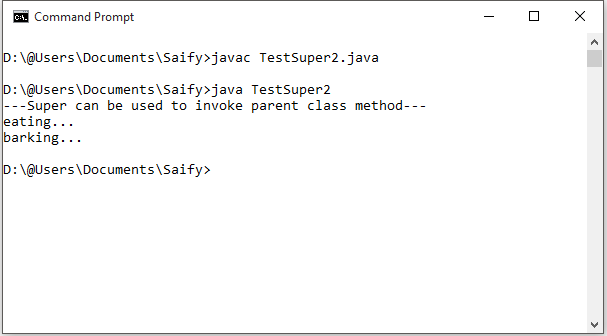 Command Prompt
D:\@Users\Documents\Saify>javac TestSuper2.java
D:\@Users\Documents\Saify>java TestSuper2
---Super can be used to invoke parent class method---
eating...
barking...
D:\@Users\Documents\Saify>